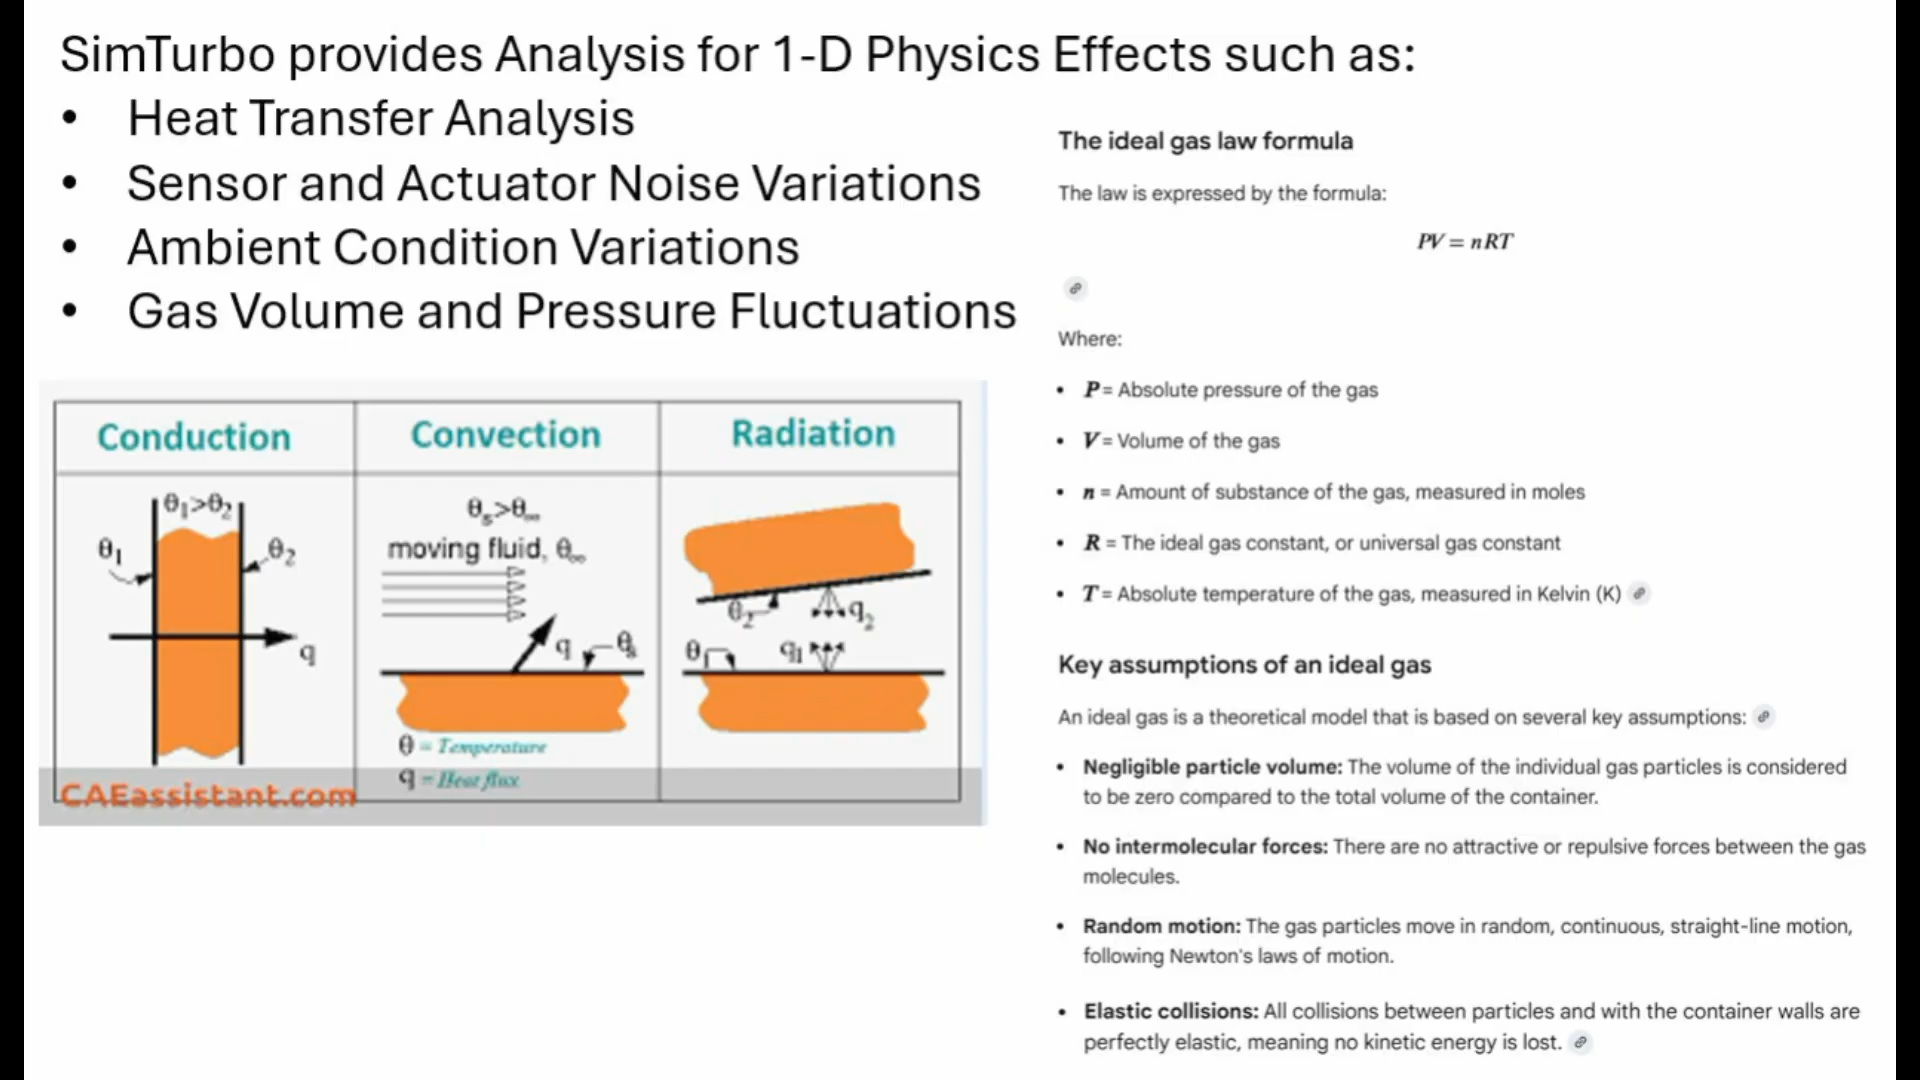 SimTurbo provides Analysis for 1-D Physics Effects such as:
• Heat Transfer Analysis
• Sensor and Actuator Noise Variations
• Ambient Condition Variations
• Gas Volume and Pressure Fluctuations
Conduction
Convection
Radiation
θ₁>θ₂
θ₁
θ₂
q
θₛ>θ∞
moving fluid, θ∞
q
θₛ
θ = Temperature
q = Heat flux
θ₂
q₂
θ₁
q₁
CAEassistant.com
The ideal gas law formula
The law is expressed by the formula:
PV = nRT
Where:
• P = Absolute pressure of the gas
• V = Volume of the gas
• n = Amount of substance of the gas, measured in moles
• R = The ideal gas constant, or universal gas constant
• T = Absolute temperature of the gas, measured in Kelvin (K)
Key assumptions of an ideal gas
An ideal gas is a theoretical model that is based on several key assumptions:
• Negligible particle volume: The volume of the individual gas particles is considered
to be zero compared to the total volume of the container.
• No intermolecular forces: There are no attractive or repulsive forces between the gas
molecules.
• Random motion: The gas particles move in random, continuous, straight-line motion,
following Newton's laws of motion.
• Elastic collisions: All collisions between particles and with the container walls are
perfectly elastic, meaning no kinetic energy is lost.